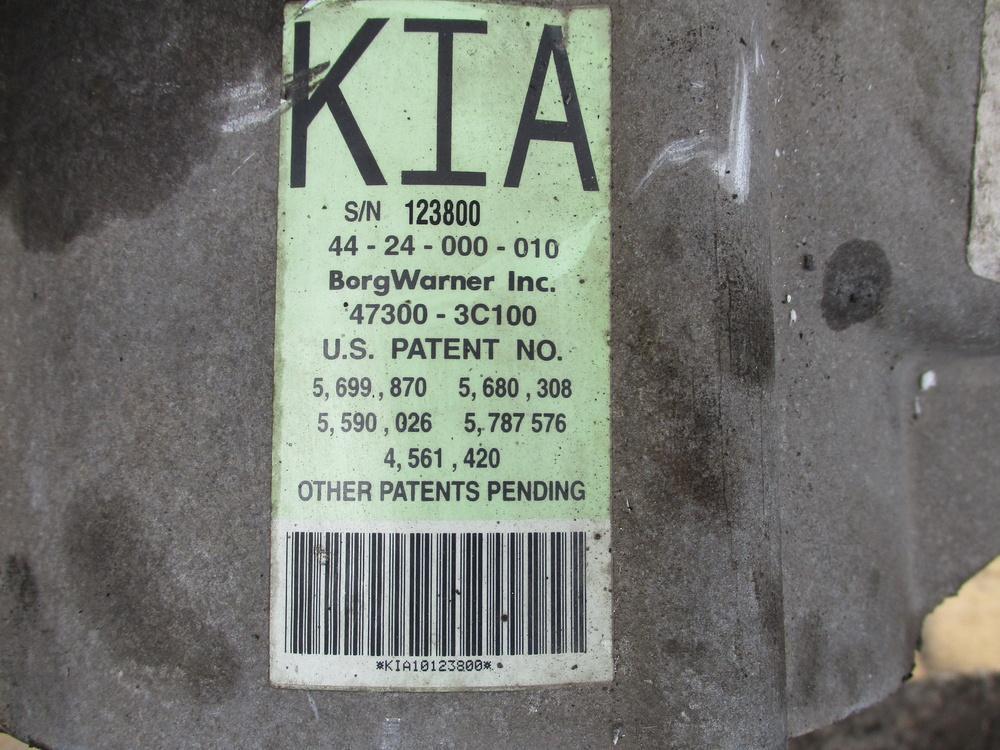 KIA
S/N 123800
44 - 24 - 000 - 010
BorgWarner Inc.
47300 - 3C100
U.S. PATENT NO.
5, 699 , 870 5, 680 , 308
5, 590 , 026 5, 787 576
4, 561 , 420
OTHER PATENTS PENDING
*KIA10123800*